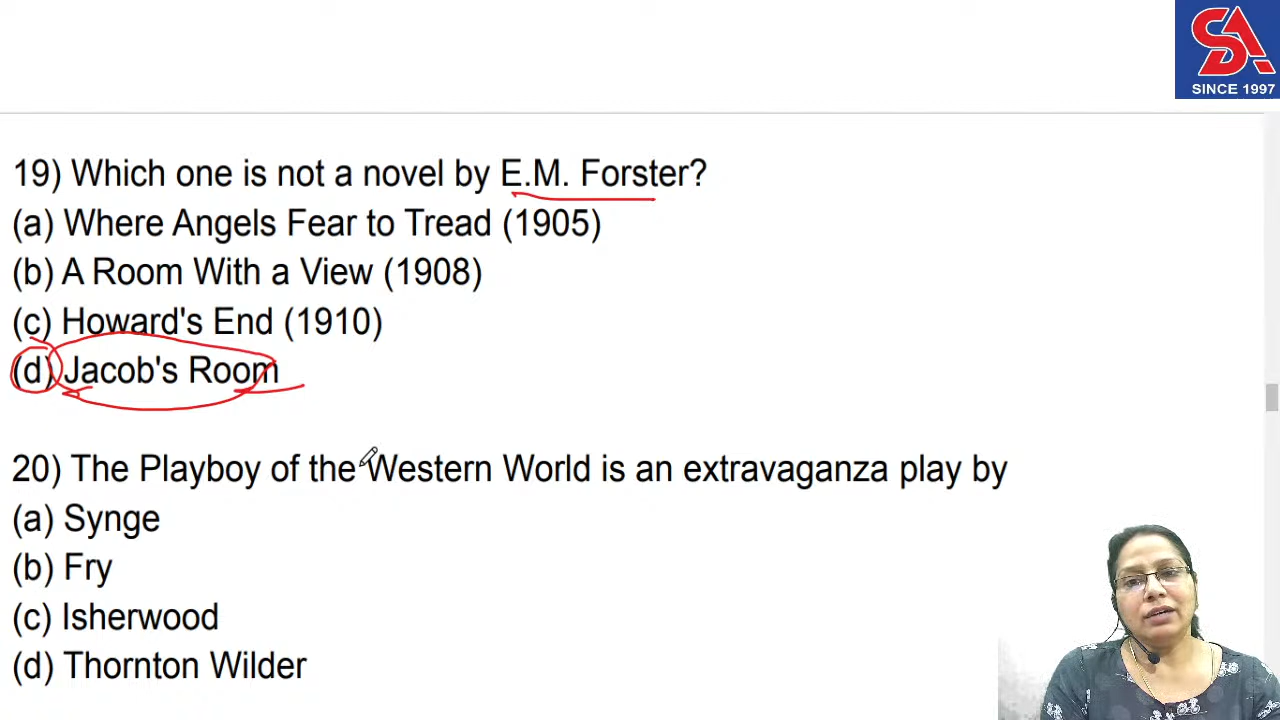 SA
SINCE 1997
19) Which one is not a novel by E.M. Forster?
(a) Where Angels Fear to Tread (1905)
(b) A Room With a View (1908)
(c) Howard's End (1910)
(d) Jacob's Room
20) The Playboy of the Western World is an extravaganza play by
(a) Synge
(b) Fry
(c) Isherwood
(d) Thornton Wilder